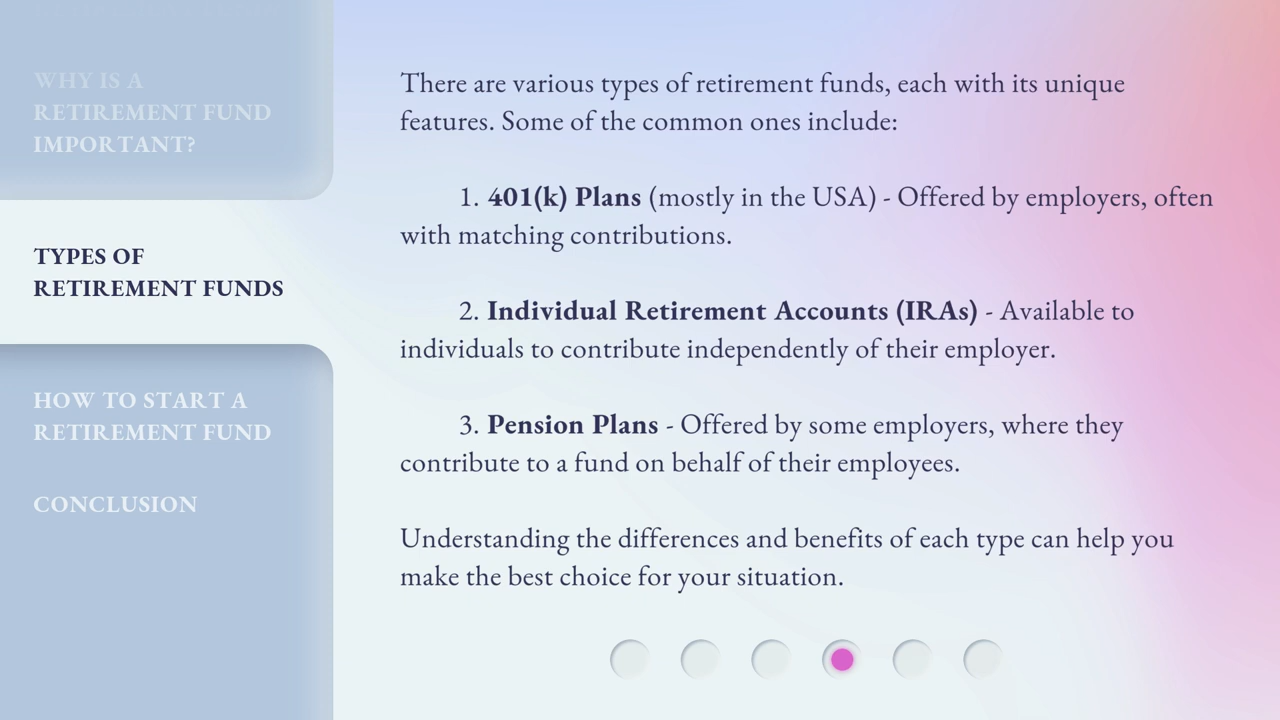 WHY IS A
RETIREMENT FUND
IMPORTANT?
TYPES OF
RETIREMENT FUNDS
HOW TO START A
RETIREMENT FUND
CONCLUSION
There are various types of retirement funds, each with its unique
features. Some of the common ones include:
1. 401(k) Plans (mostly in the USA) - Offered by employers, often
with matching contributions.
2. Individual Retirement Accounts (IRAs) - Available to
individuals to contribute independently of their employer.
3. Pension Plans - Offered by some employers, where they
contribute to a fund on behalf of their employees.
Understanding the differences and benefits of each type can help you
make the best choice for your situation.